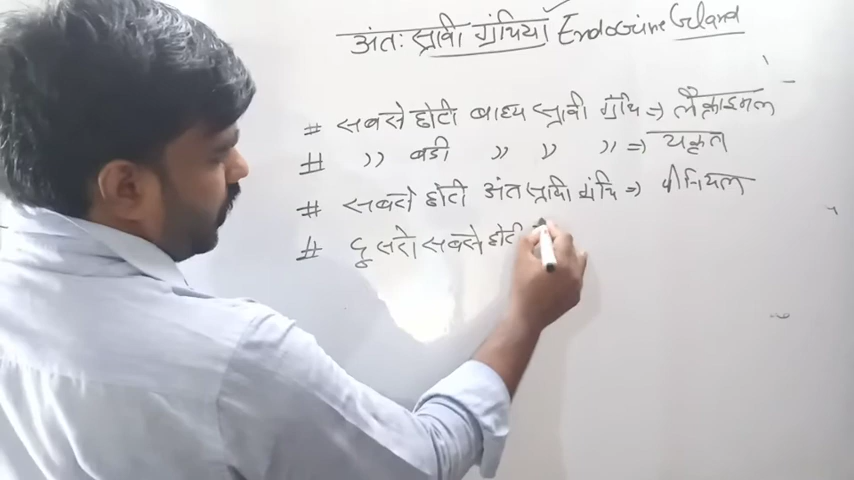 अंतः स्रावी ग्रंथियाँ Endocrine Gland
# सबसे छोटी बाध्य स्रावी ग्रंथि ⇒ लैक्राइमल
# ,, बडी ,, ,, ,, ⇒ यकृत
# सबसे छोटी अंत स्रावी ग्रंथि ⇒ पीनियल
# दुसरी सबसे छोटी